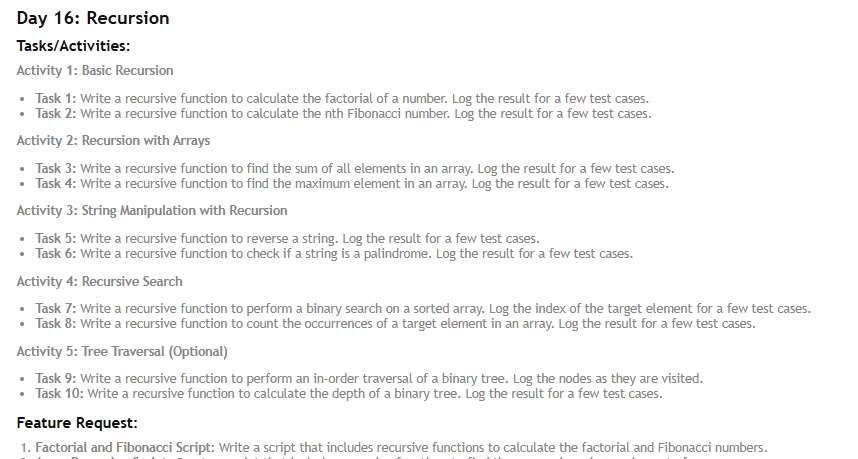 Day 16: Recursion
Tasks/Activities:
Activity 1: Basic Recursion
• Task 1: Write a recursive function to calculate the factorial of a number. Log the result for a few test cases.
• Task 2: Write a recursive function to calculate the nth Fibonacci number. Log the result for a few test cases.
Activity 2: Recursion with Arrays
• Task 3: Write a recursive function to find the sum of all elements in an array. Log the result for a few test cases.
• Task 4: Write a recursive function to find the maximum element in an array. Log the result for a few test cases.
Activity 3: String Manipulation with Recursion
• Task 5: Write a recursive function to reverse a string. Log the result for a few test cases.
• Task 6: Write a recursive function to check if a string is a palindrome. Log the result for a few test cases.
Activity 4: Recursive Search
• Task 7: Write a recursive function to perform a binary search on a sorted array. Log the index of the target element for a few test cases.
• Task 8: Write a recursive function to count the occurrences of a target element in an array. Log the result for a few test cases.
Activity 5: Tree Traversal (Optional)
• Task 9: Write a recursive function to perform an in-order traversal of a binary tree. Log the nodes as they are visited.
• Task 10: Write a recursive function to calculate the depth of a binary tree. Log the result for a few test cases.
Feature Request:
1. Factorial and Fibonacci Script: Write a script that includes recursive functions to calculate the factorial and Fibonacci numbers.